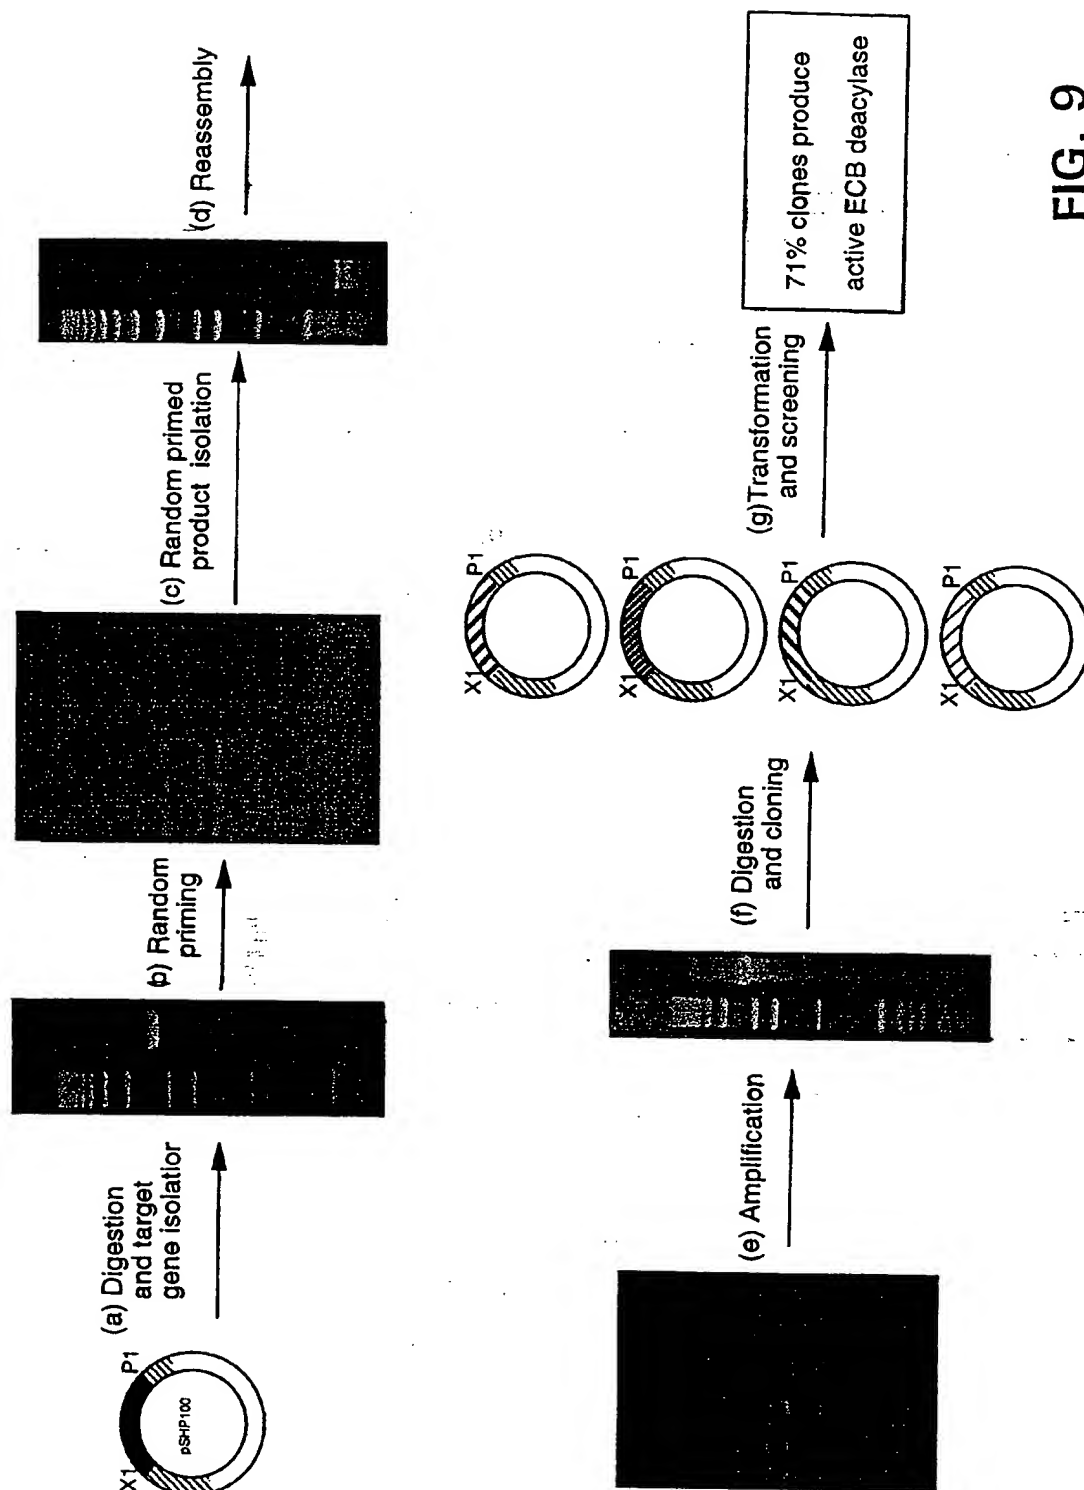 X1
P1
pSHP100
(a) Digestion
and target
gene isolatior
(b) Random
priming
(c) Random primed
product isolation
(d) Reassembly
(e) Amplification
(f) Digestion
and cloning
X1
P1
X1
P1
X1
P1
X1
P1
(g)Transformation
and screening
71% clones produce
active ECB deacylase
FIG. 9